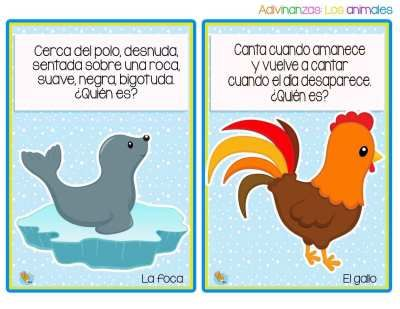 Adivinanzas Los animales
Cerca del polo, desnuda,
sentada sobre una roca,
suave, negra, bigotuda.
¿Quién es?
La foca
Canta cuando amanece
y vuelve a cantar
cuando el día desaparece.
¿Quién es?
El gallo